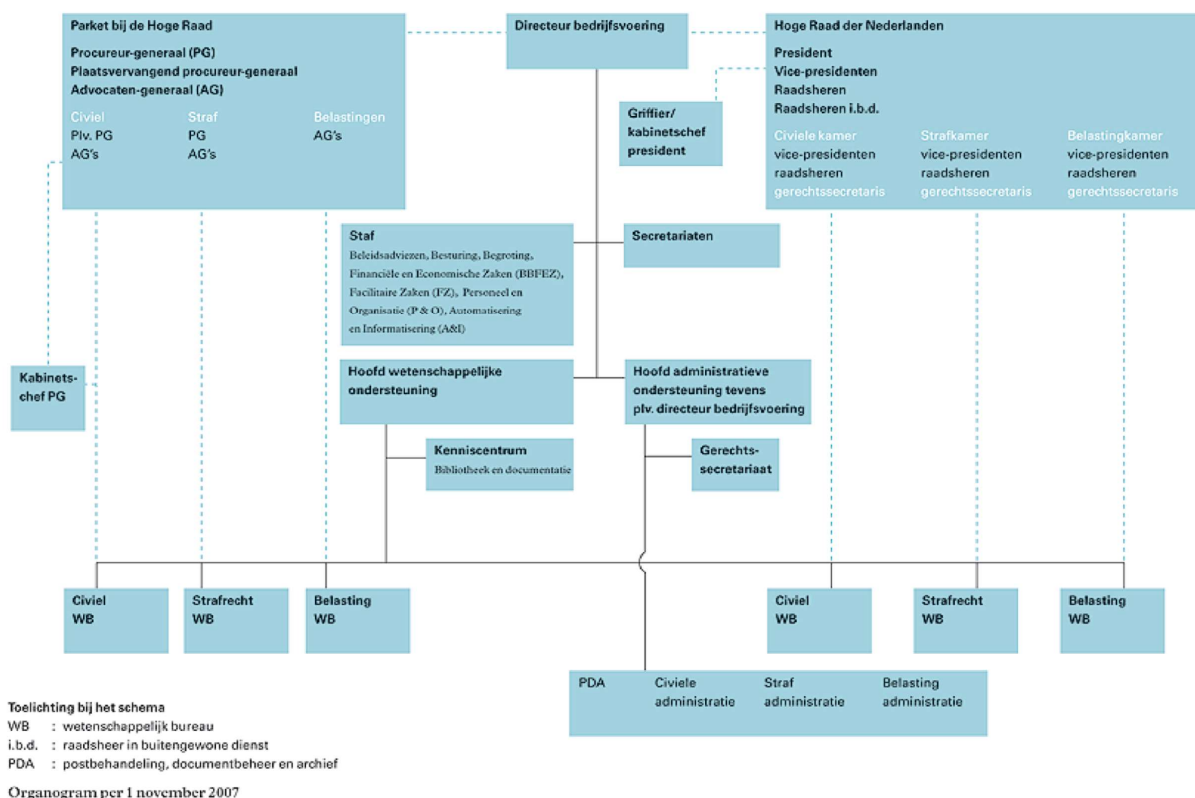 Parket bij de Hoge Raad
Procureur-generaal (PG)
Plaatsvervangend procureur-generaal
Advocaten-generaal (AG)
Civiel
Plv. PG
AG's
Straf
PG
AG's
Belastingen
AG's
Directeur bedrijfsvoering
Hoge Raad der Nederlanden
President
Vice-presidenten
Raadsheren
Raadsheren i.b.d.
Civiele kamer
vice-presidenten
raadsheren
gerechtssecretaris
Strafkamer
vice-presidenten
raadsheren
gerechtssecretaris
Belastingkamer
vice-presidenten
raadsheren
gerechtssecretaris
Griffier/
kabinetschef
president
Staf
Beleidsadviezen, Besturing, Begroting,
Financiële en Economische Zaken (BBFEZ),
Facilitaire Zaken (FZ), Personeel en
Organisatie (P & O), Automatisering
en Informatisering (A&I)
Secretariaten
Kabinets-
chef PG
Hoofd wetenschappelijke
ondersteuning
Hoofd administratieve
ondersteuning tevens
plv. directeur bedrijfsvoering
Kenniscentrum
Bibliotheek en documentatie
Gerechts-
secretariaat
Civiel
WB
Strafrecht
WB
Belasting
WB
Civiel
WB
Strafrecht
WB
Belasting
WB
PDA
Civiele
administratie
Straf
administratie
Belasting
administratie
Toelichting bij het schema
WB : wetenschappelijk bureau
i.b.d. : raadsheer in buitengewone dienst
PDA : postbehandeling, documentbeheer en archief
Organogram per 1 november 2007